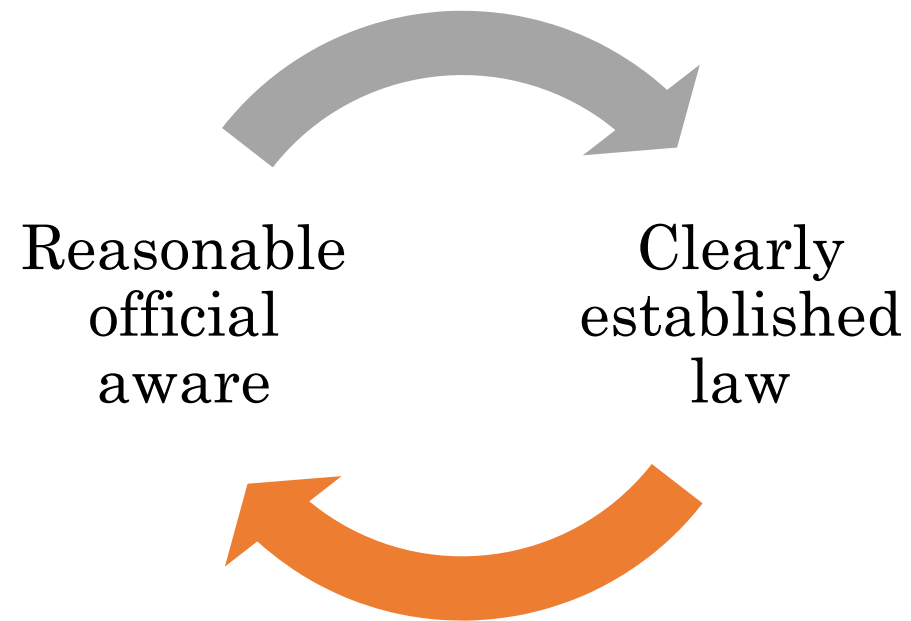 Reasonable
official
aware
Clearly
established
law